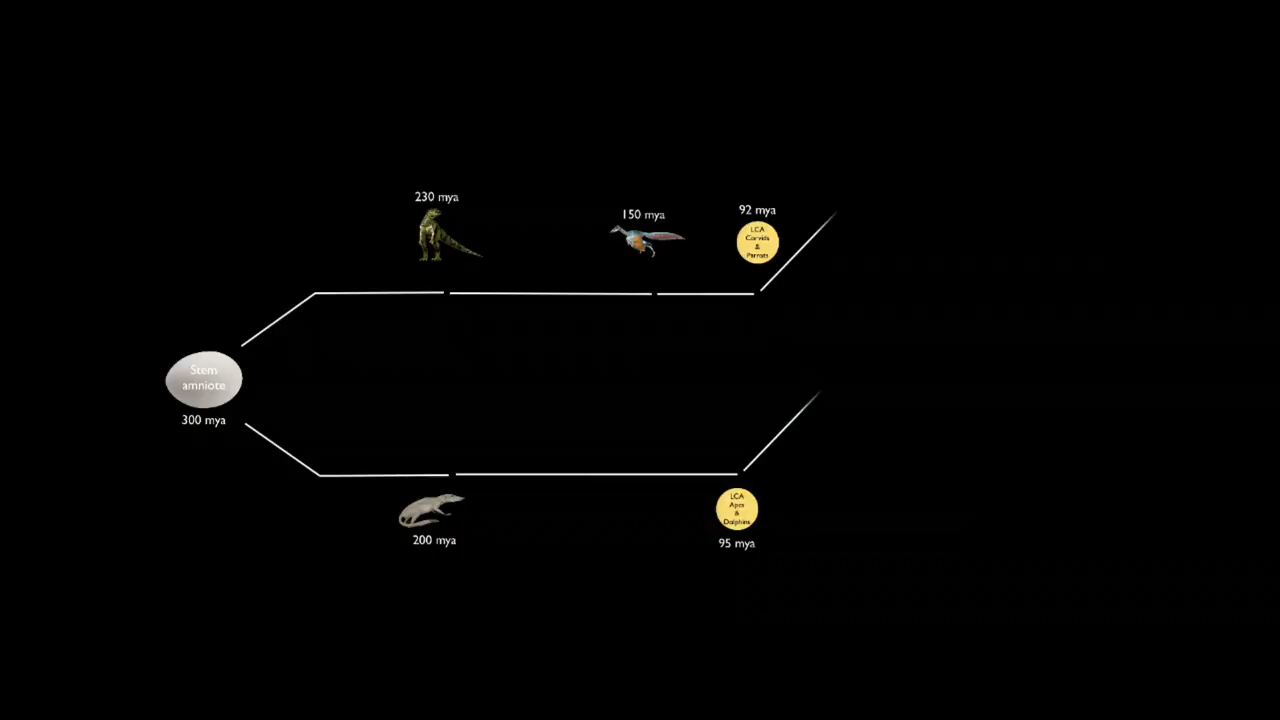 230 mya
150 mya
92 mya
LCA
Corvids
&
Parrots
Stem
amniote
300 mya
200 mya
LCA
Apes
&
Dolphins
95 mya